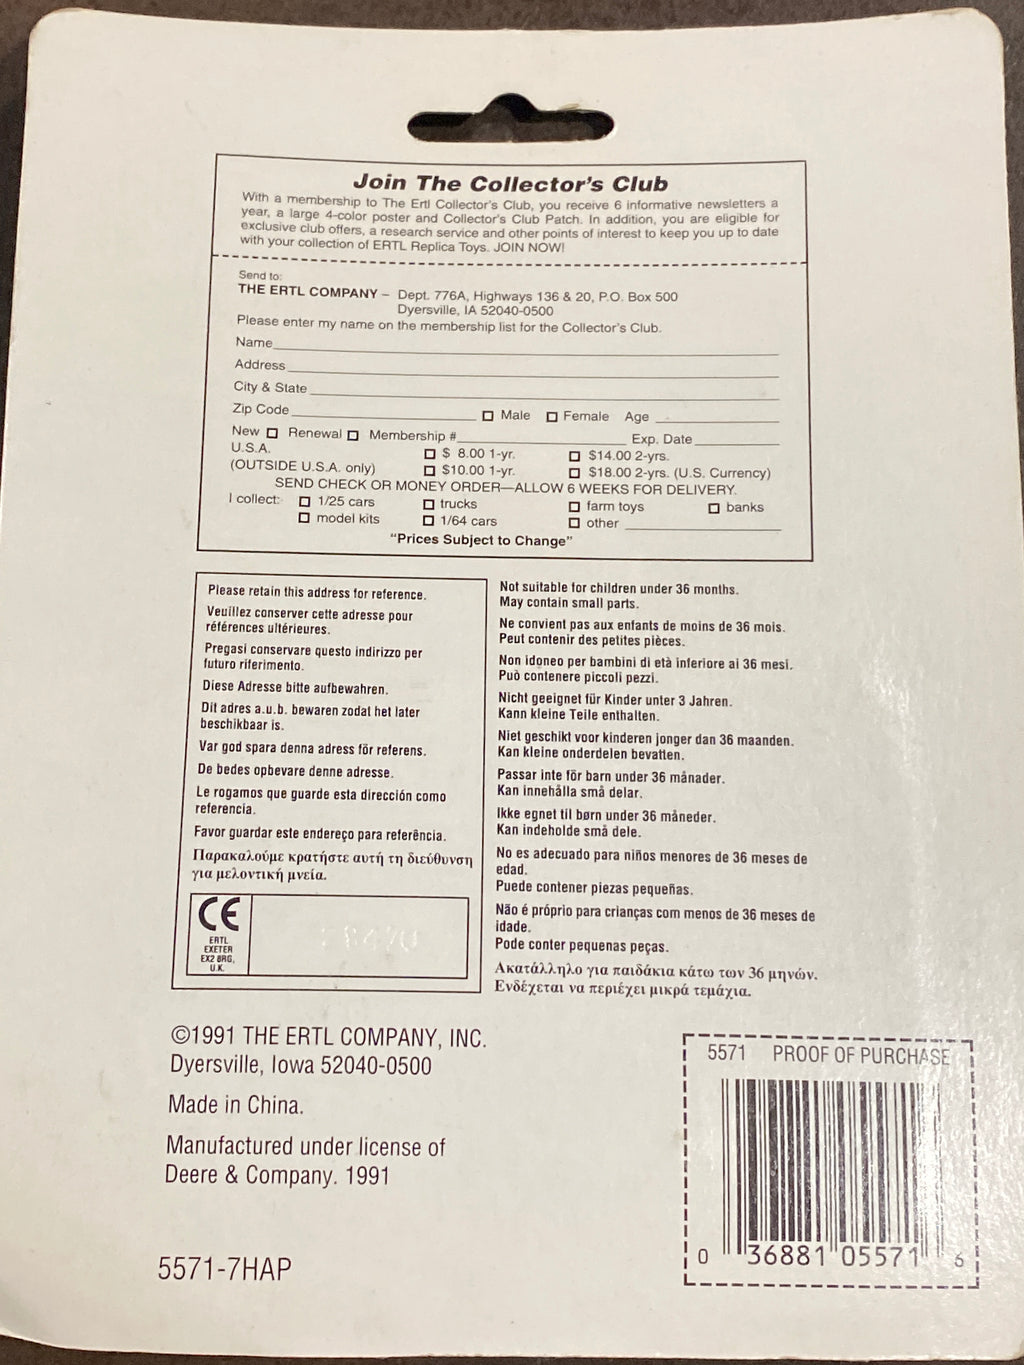 Join The Collector's Club
With a membership to The Ertl Collector's Club, you receive 6 informative newsletters a
year, a large 4-color poster and Collector's Club Patch. In addition, you are eligible for
exclusive club offers, a research service and other points of interest to keep you up to date
with your collection of ERTL Replica Toys. JOIN NOW!
Send to:
THE ERTL COMPANY – Dept. 776A, Highways 136 & 20, P.O. Box 500
Dyersville, IA 52040-0500
Please enter my name on the membership list for the Collector's Club.
Name
Address
City & State
Zip Code Male Female Age
New Renewal Membership # Exp. Date
U.S.A. $ 8.00 1-yr. $14.00 2-yrs.
(OUTSIDE U.S.A. only) $10.00 1-yr. $18.00 2-yrs. (U.S. Currency)
SEND CHECK OR MONEY ORDER—ALLOW 6 WEEKS FOR DELIVERY.
I collect: 1/25 cars trucks farm toys banks
model kits 1/64 cars other
"Prices Subject to Change"
Please retain this address for reference.
Veuillez conserver cette adresse pour
références ultérieures.
Pregasi conservare questo indirizzo per
futuro riferimento.
Diese Adresse bitte aufbewahren.
Dit adres a.u.b. bewaren zodat het later
beschikbaar is.
Var god spara denna adress för referens.
De bedes opbevare denne adresse.
Le rogamos que guarde esta dirección como
referencia.
Favor guardar este endereço para referência.
Παρακαλούμε κρατήστε αυτή τη διεύθυνση
για μελοντική μνεία.
CE
ERTL
EXETER
EX2 8RG,
U.K.
Not suitable for children under 36 months.
May contain small parts.
Ne convient pas aux enfants de moins de 36 mois.
Peut contenir des petites pièces.
Non idoneo per bambini di età inferiore ai 36 mesi.
Può contenere piccoli pezzi.
Nicht geeignet für Kinder unter 3 Jahren.
Kann kleine Teile enthalten.
Niet geschikt voor kinderen jonger dan 36 maanden.
Kan kleine onderdelen bevatten.
Passar inte för barn under 36 månader.
Kan innehålla små delar.
Ikke egnet til børn under 36 måneder.
Kan indeholde små dele.
No es adecuado para niños menores de 36 meses de
edad.
Puede contener piezas pequeñas.
Não é próprio para crianças com menos de 36 meses de
idade.
Pode conter pequenas peças.
Ακατάλληλο για παιδάκια κάτω των 36 μηνών.
Ενδέχεται να περιέχει μικρά τεμάχια.
©1991 THE ERTL COMPANY, INC.
Dyersville, Iowa 52040-0500
Made in China.
Manufactured under license of
Deere & Company. 1991
5571-7HAP
5571 PROOF OF PURCHASE
0 36881 05571 6